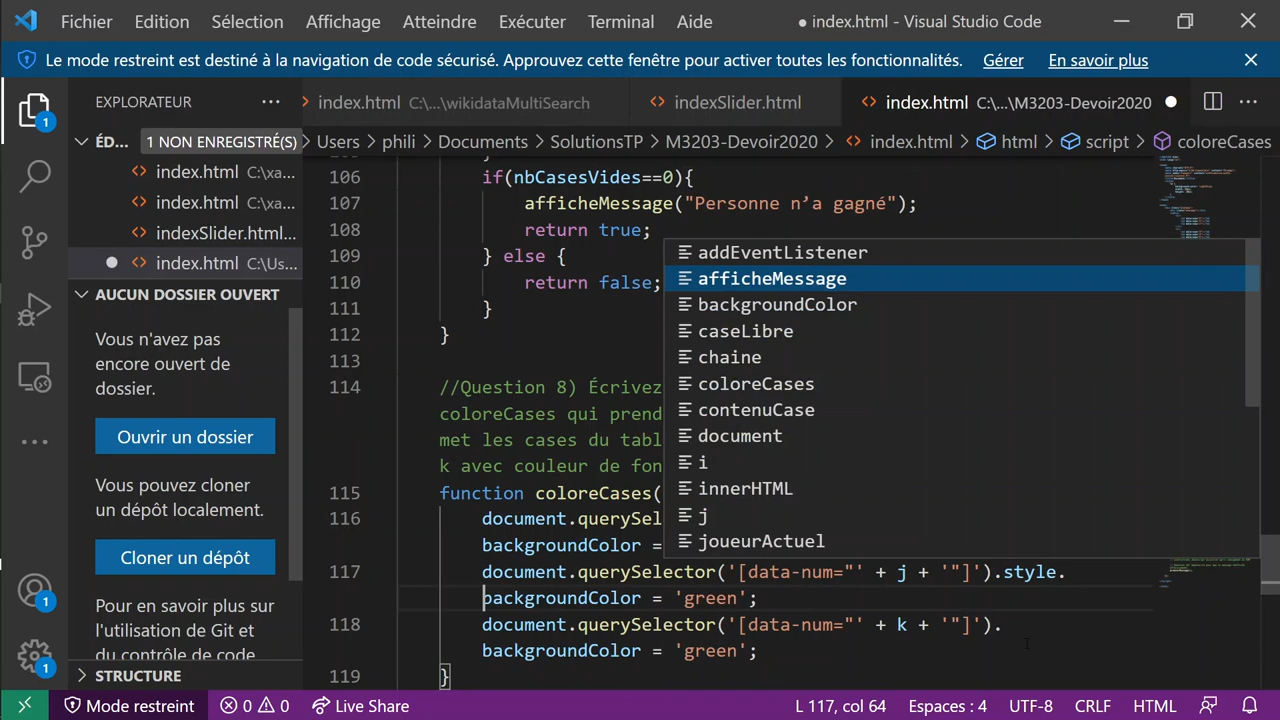 Fichier Edition Sélection Affichage Atteindre Exécuter Terminal Aide ● index.html - Visual Studio Code
Le mode restreint est destiné à la navigation de code sécurisé. Approuvez cette fenêtre pour activer toutes les fonctionnalités. Gérer En savoir plus
EXPLORATEUR
index.html C:\...\wikidataMultiSearch
indexSlider.html
index.html C:\...\M3203-Devoir2020
ÉD... 1 NON ENREGISTRÉ(S)
Users > phili > Documents > SolutionsTP > M3203-Devoir2020 > index.html > html > script > coloreCases
index.html C:\xa...
index.html C:\xa...
indexSlider.html...
index.html C:\Us...
AUCUN DOSSIER OUVERT
Vous n'avez pas
encore ouvert de
dossier.
Ouvrir un dossier
Vous pouvez cloner
un dépôt localement.
Cloner un dépôt
Pour en savoir plus sur
l'utilisation de Git et
du contrôle de code
STRUCTURE
}
106 if(nbCasesVides==0){
107 afficheMessage("Personne n’a gagné");
108 return true;
109 } else {
110 return false;
111 }
112 }
113
114 //Question 8) Écrivez
coloreCases qui prend
met les cases du tabl
k avec couleur de fon
115 function coloreCases(
116 document.querySel
backgroundColor =
117 document.querySelector('[data-num="' + j + '"]').style.
backgroundColor = 'green';
118 document.querySelector('[data-num="' + k + '"]').
backgroundColor = 'green';
119 }
addEventListener
afficheMessage
backgroundColor
caseLibre
chaine
coloreCases
contenuCase
document
i
innerHTML
j
joueurActuel
1
1
1
Mode restreint 0 0 Live Share L 117, col 64 Espaces : 4 UTF-8 CRLF HTML